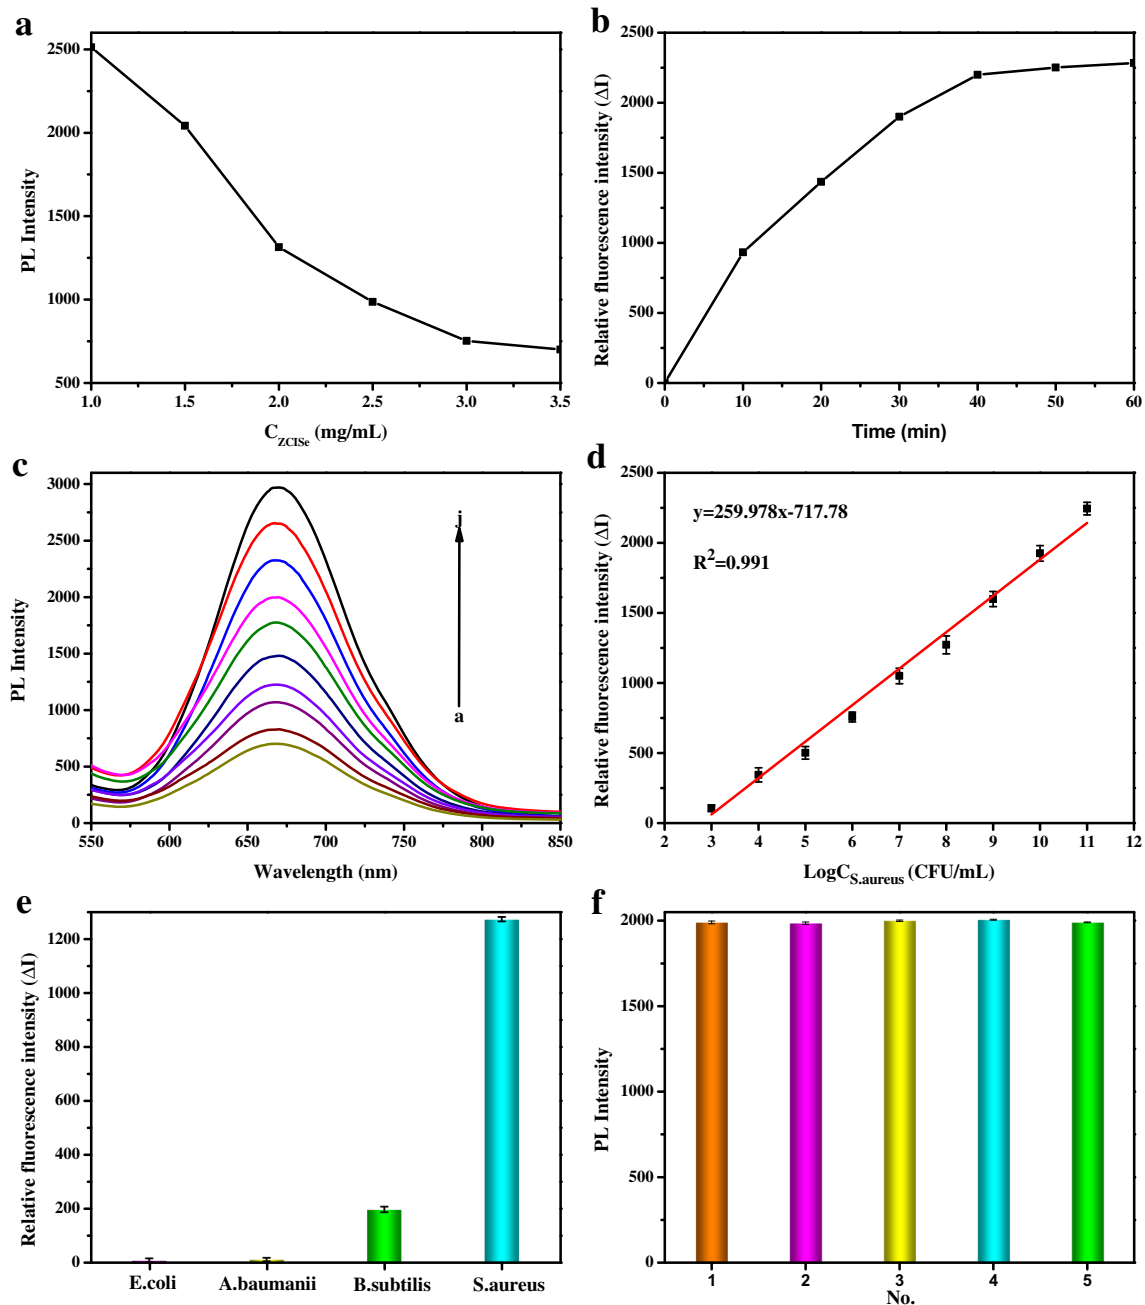 a
2500
2000
1500
1000
500
PL Intensity
1.0 1.5 2.0 2.5 3.0 3.5
C_ZCISe (mg/mL)
b
2500
2000
1500
1000
500
0
Relative fluorescence intensity (ΔI)
0 10 20 30 40 50 60
Time (min)
c
3000
2500
2000
1500
1000
500
0
PL Intensity
j
a
550 600 650 700 750 800 850
Wavelength (nm)
d
2500
2000
1500
1000
500
0
Relative fluorescence intensity (ΔI)
y=259.978x-717.78
R²=0.991
2 3 4 5 6 7 8 9 10 11 12
LogC_S.aureus (CFU/mL)
e
1200
1000
800
600
400
200
0
Relative fluorescence intensity (ΔI)
E.coli A.baumanii B.subtilis S.aureus
f
2000
1500
1000
500
0
PL Intensity
1 2 3 4 5
No.